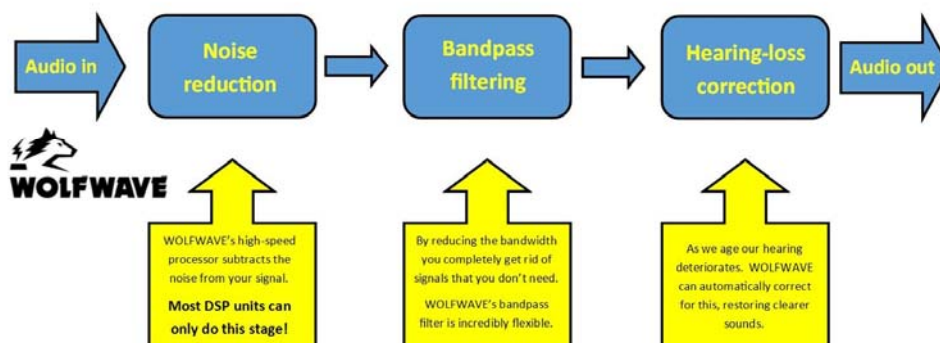 Audio in
Noise
reduction
Bandpass
filtering
Hearing-loss
correction
Audio out
WOLFWAVE
WOLFWAVE's high-speed
processor subtracts the
noise from your signal.
Most DSP units can
only do this stage!
By reducing the bandwidth
you completely get rid of
signals that you don't need.
WOLFWAVE's bandpass
filter is incredibly flexible.
As we age our hearing
deteriorates. WOLFWAVE
can automatically correct
for this, restoring clearer
sounds.